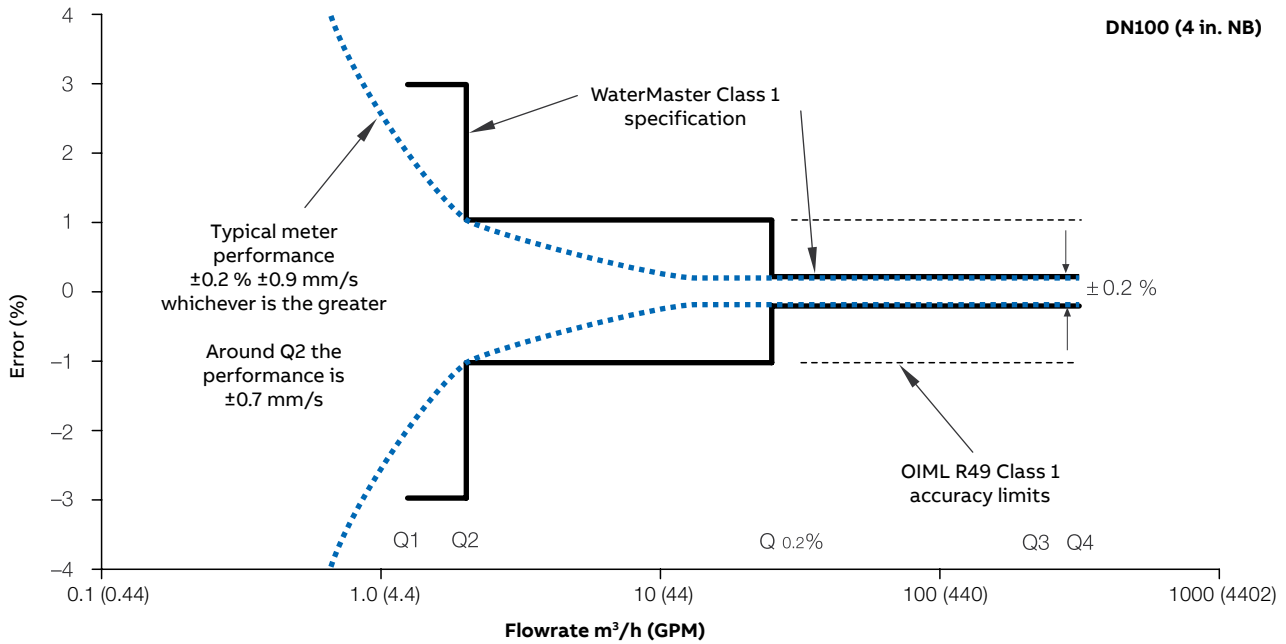 DN100 (4 in. NB)
4
3
2
1
0
–1
–2
–3
–4
Error (%)
WaterMaster Class 1
specification
Typical meter
performance
±0.2 % ±0.9 mm/s
whichever is the greater
Around Q2 the
performance is
±0.7 mm/s
± 0.2 %
OIML R49 Class 1
accuracy limits
Q1 Q2 Q 0.2% Q3 Q4
0.1 (0.44) 1.0 (4.4) 10 (44) 100 (440) 1000 (4402)
Flowrate m³/h (GPM)